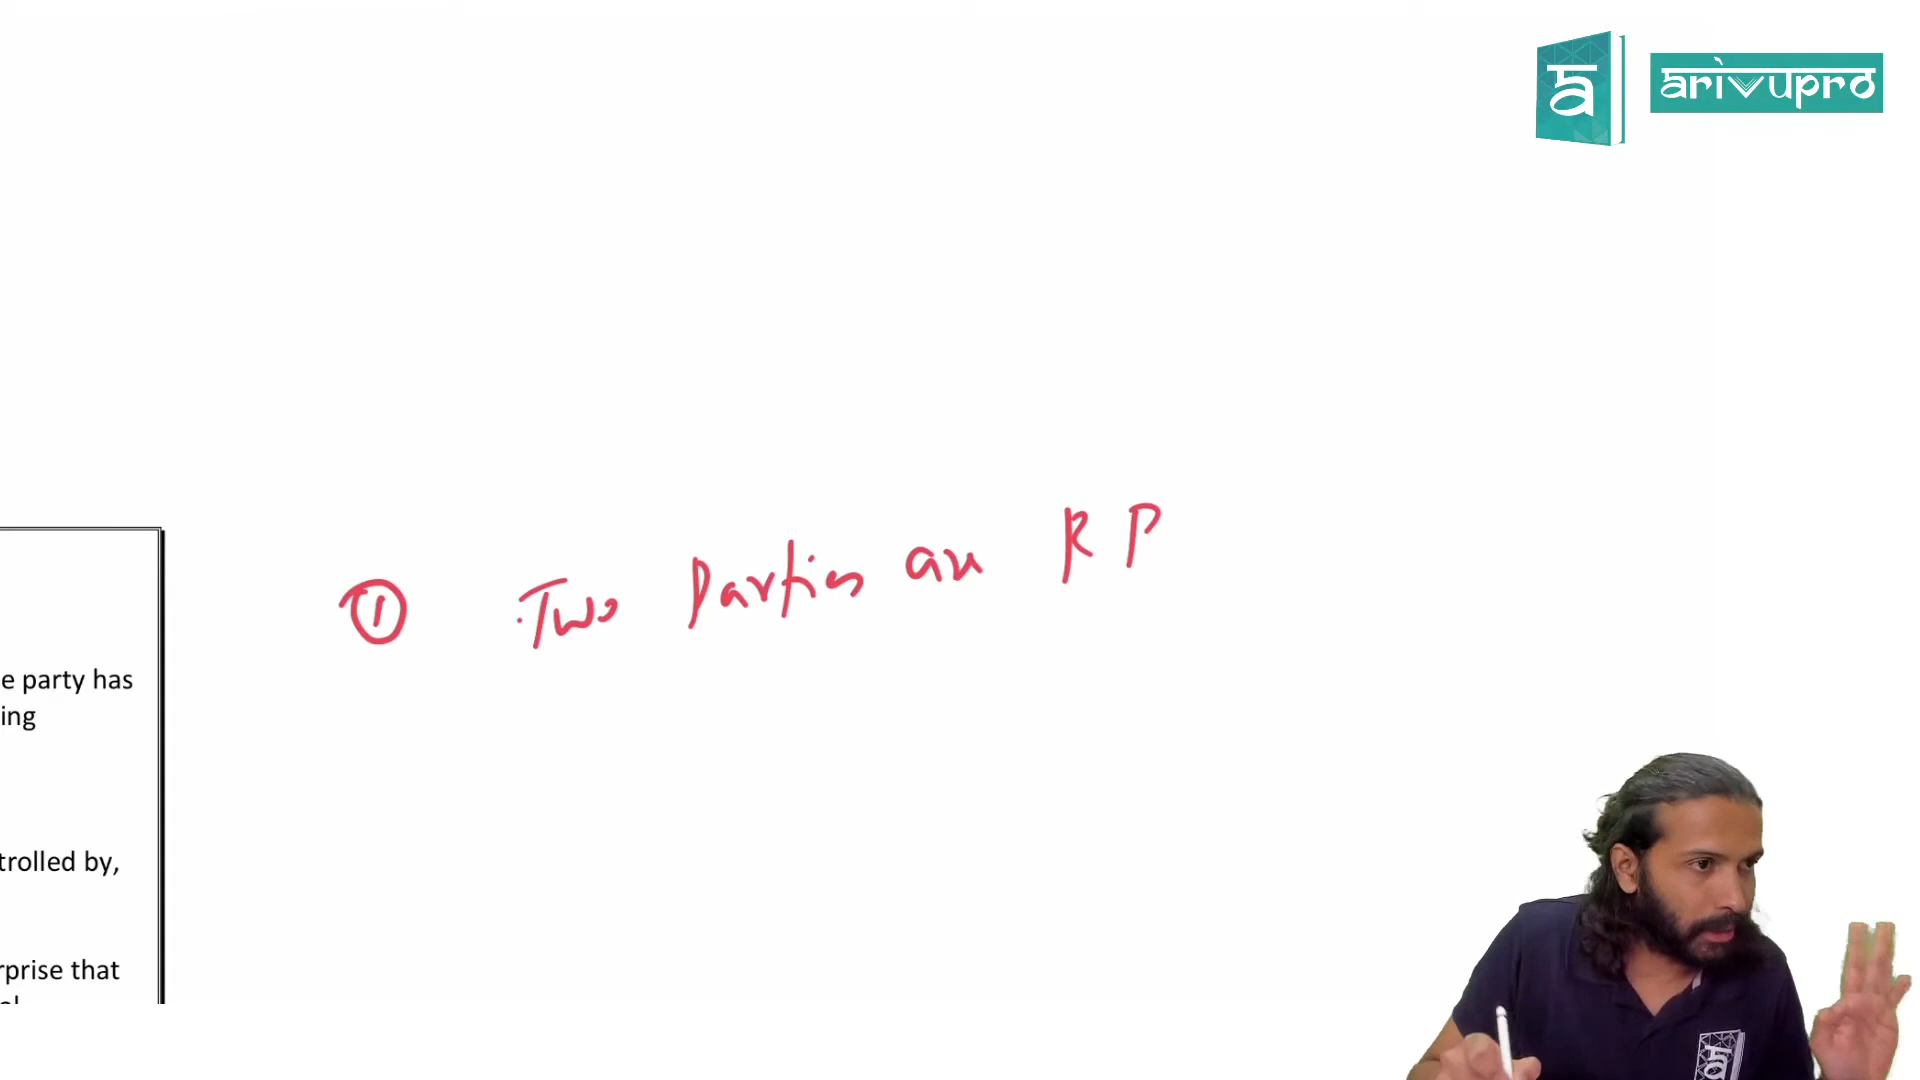 arivupro
① Two Parties are R P
e party has
ing
trolled by,
rprise that